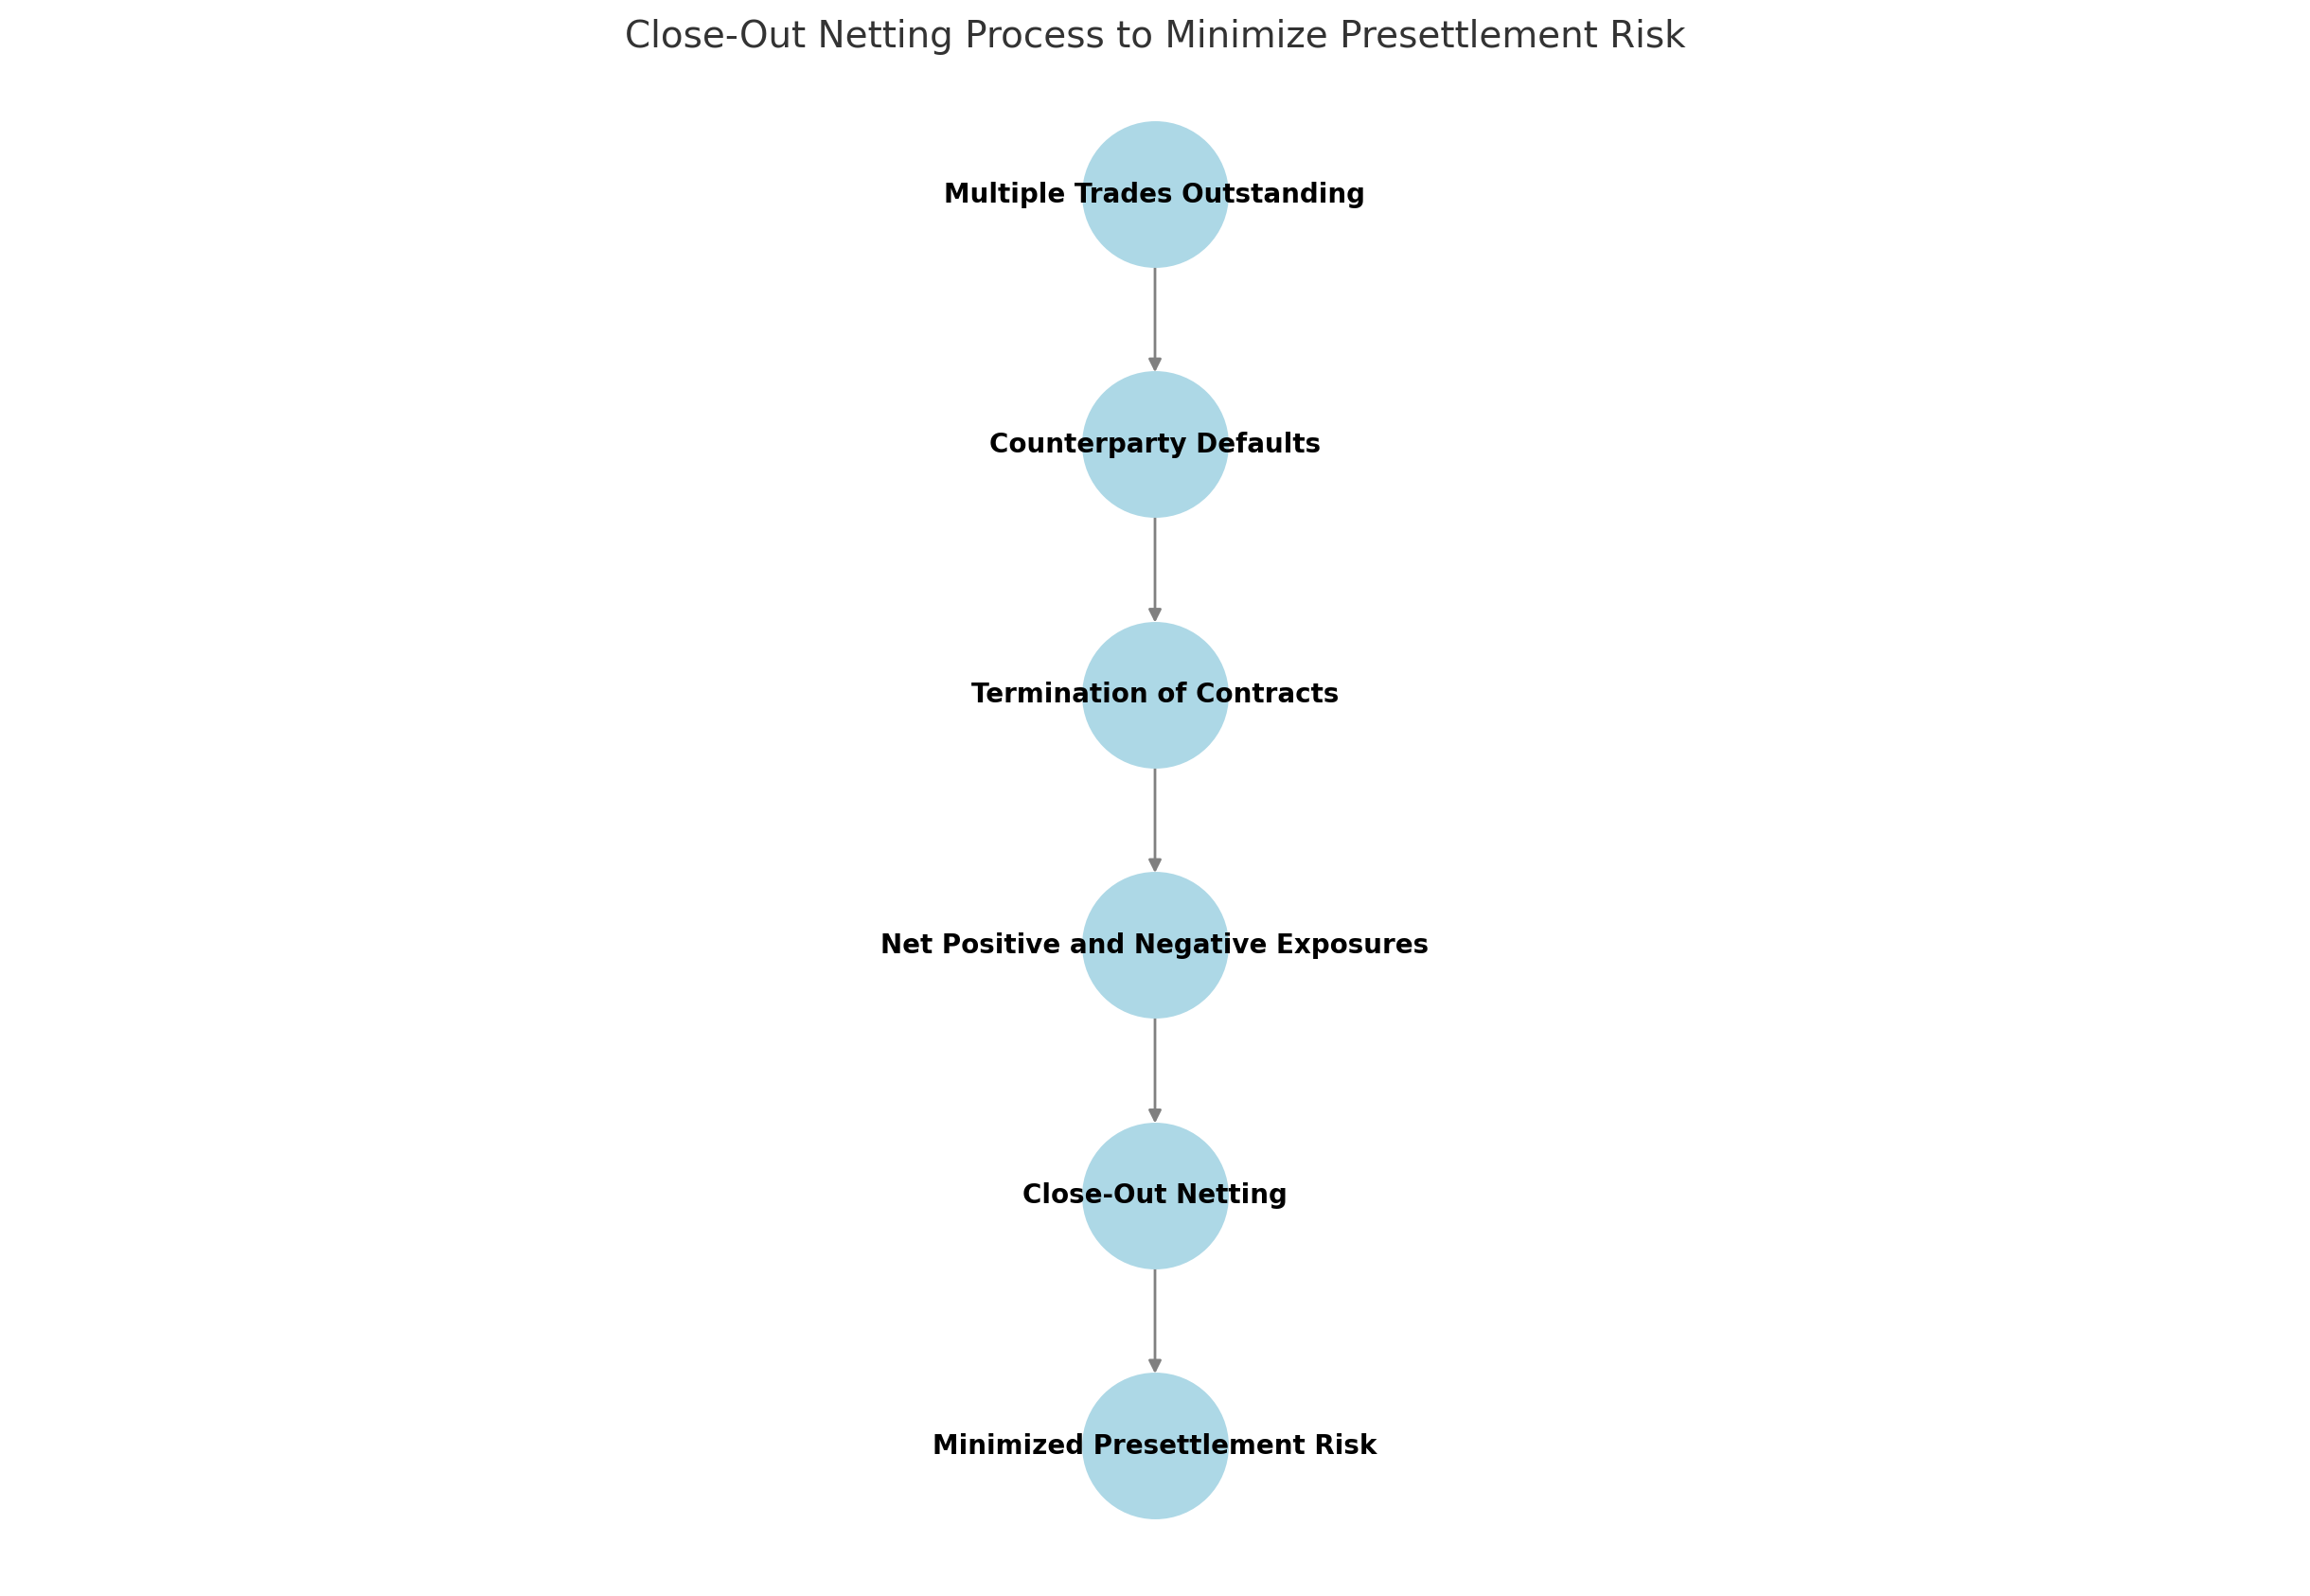 Close-Out Netting Process to Minimize Presettlement Risk
Multiple Trades Outstanding
Counterparty Defaults
Termination of Contracts
Net Positive and Negative Exposures
Close-Out Netting
Minimized Presettlement Risk